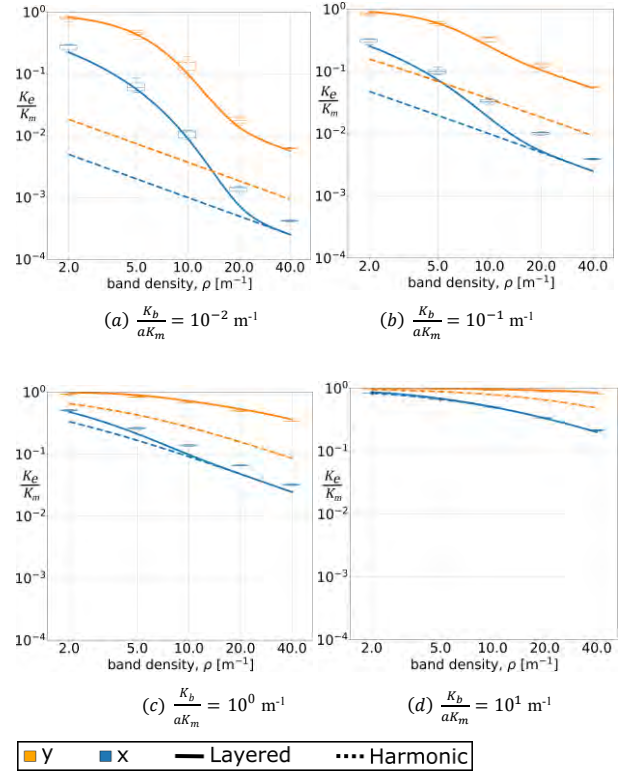 10⁰ 10⁰
10⁻¹ 10⁻¹
Kₑ/Kₘ Kₑ/Kₘ
10⁻² 10⁻²
10⁻³ 10⁻³
10⁻⁴ 10⁻⁴
2.0 5.0 10.0 20.0 40.0 2.0 5.0 10.0 20.0 40.0
band density, ρ [m⁻¹] band density, ρ [m⁻¹]
(a) K_b/aKₘ = 10⁻² m⁻¹ (b) K_b/aKₘ = 10⁻¹ m⁻¹
10⁰ 10⁰
10⁻¹ 10⁻¹
Kₑ/Kₘ Kₑ/Kₘ
10⁻² 10⁻²
10⁻³ 10⁻³
10⁻⁴ 10⁻⁴
2.0 5.0 10.0 20.0 40.0 2.0 5.0 10.0 20.0 40.0
band density, ρ [m⁻¹] band density, ρ [m⁻¹]
(c) K_b/aKₘ = 10⁰ m⁻¹ (d) K_b/aKₘ = 10¹ m⁻¹
y x Layered Harmonic